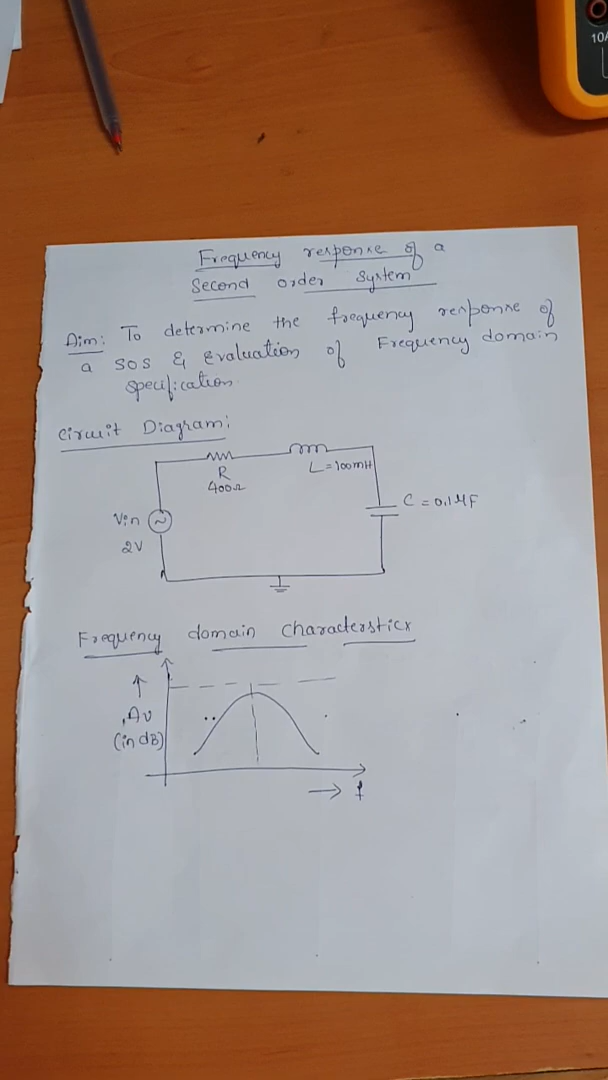 10A
Frequency response of a
Second order System
Aim: To determine the frequency response of
a SOS & Evaluation of Frequency domain
Specification.
Circuit Diagram:
R
400Ω
L = 100mH
C = 0.1µF
Vin
2V
Frequency domain characterstics
Av
(in dB)
f